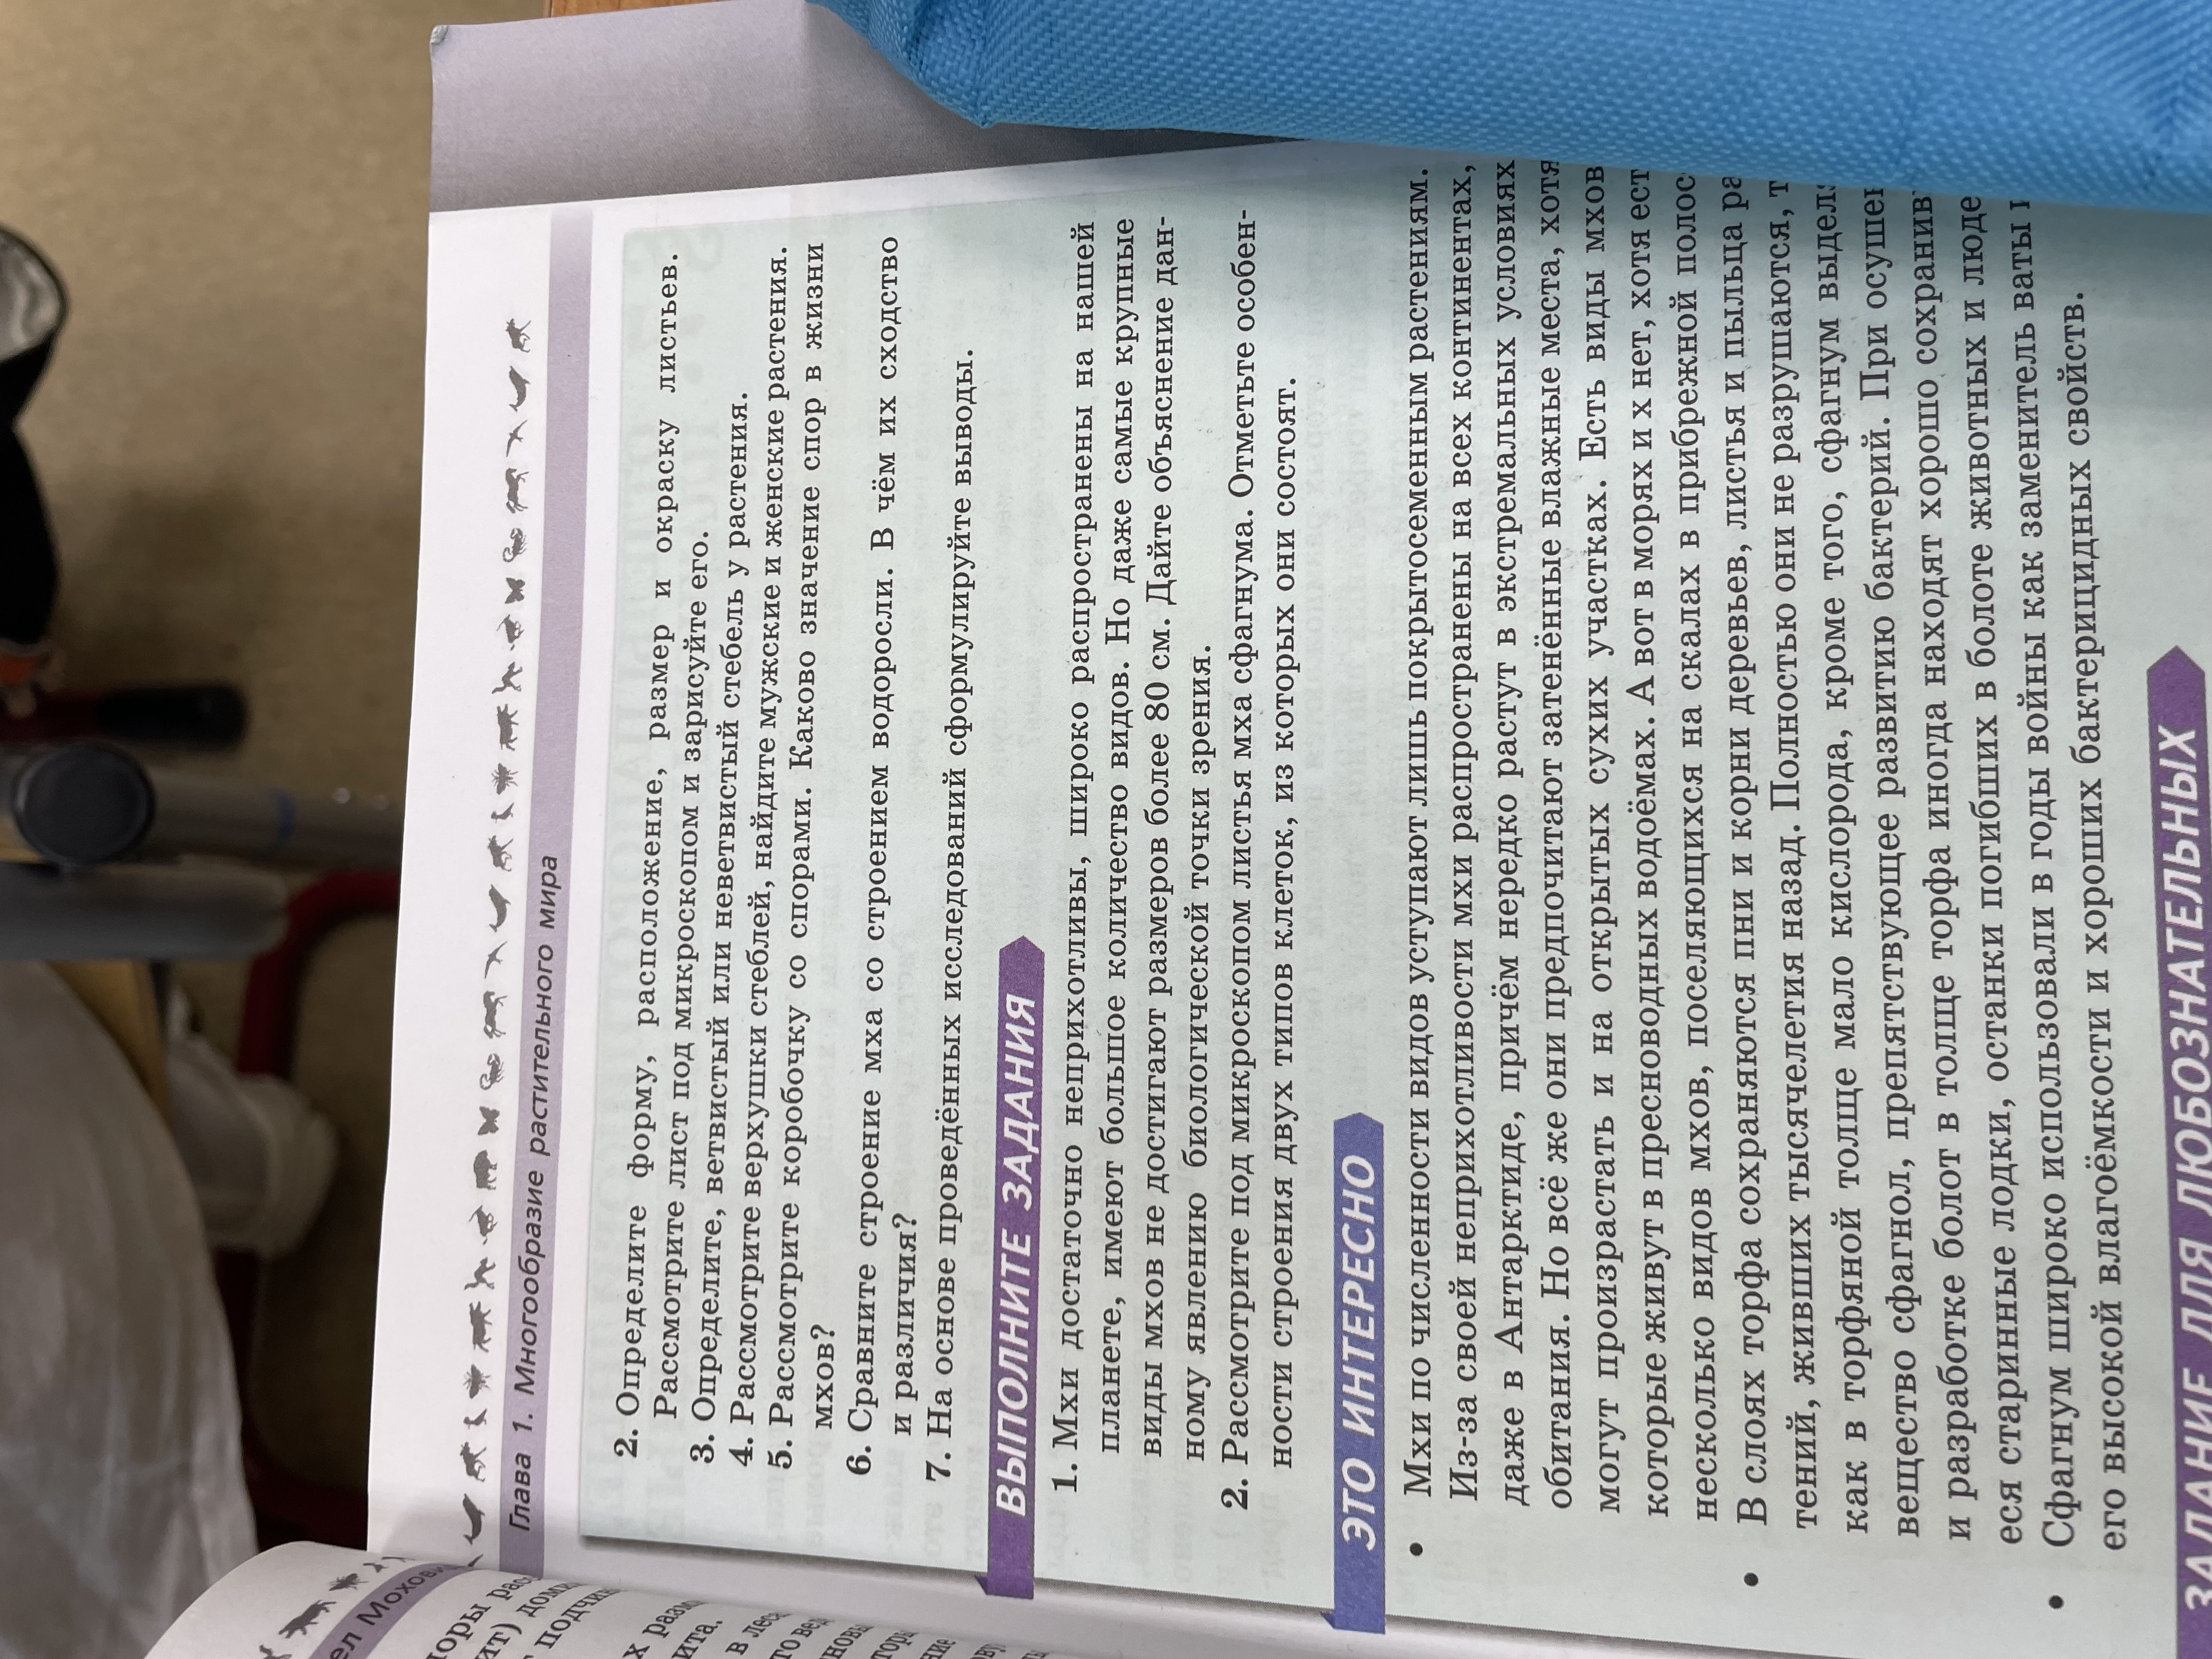 Глава 1. Многообразие растительного мира
2. Определите форму, расположение, размер и окраску листьев.
Рассмотрите лист под микроскопом и зарисуйте его.
3. Определите, ветвистый или неветвистый стебель у растения.
4. Рассмотрите верхушки стеблей, найдите мужские и женские растения.
5. Рассмотрите коробочку со спорами. Каково значение спор в жизни
мхов?
6. Сравните строение мха со строением водоросли. В чём их сходство
и различия?
7. На основе проведённых исследований сформулируйте выводы.
ВЫПОЛНИТЕ ЗАДАНИЯ
1. Мхи достаточно неприхотливы, широко распространены на нашей
планете, имеют большое количество видов. Но даже самые крупные
виды мхов не достигают размеров более 80 см. Дайте объяснение дан-
ному явлению биологической точки зрения.
2. Рассмотрите под микроскопом листья мха сфагнума. Отметьте особен-
ности строения двух типов клеток, из которых они состоят.
ЭТО ИНТЕРЕСНО
• Мхи по численности видов уступают лишь покрытосеменным растениям.
Из-за своей неприхотливости мхи распространены на всех континентах,
даже в Антарктиде, причём нередко растут в экстремальных условиях
обитания. Но всё же они предпочитают затенённые влажные места, хотя
могут произрастать и на открытых сухих участках. Есть виды мхов
которые живут в пресноводных водоёмах. А вот в морях и х нет, хотя ест
несколько видов мхов, поселяющихся на скалах в прибрежной полос
• В слоях торфа сохраняются пни и корни деревьев, листья и пыльца ра
тений, живших тысячелетия назад. Полностью они не разрушаются, т
как в торфяной толще мало кислорода, кроме того, сфагнум выдел
вещество сфагнол, препятствующее развитию бактерий. При осуше
и разработке болот в толще торфа иногда находят хорошо сохранив
еся старинные лодки, останки погибших в болоте животных и люде
• Сфагнум широко использовали в годы войны как заменитель ваты
его высокой влагоёмкости и хороших бактерицидных свойств.
ЗАДАНИЕ ДЛЯ ЛЮБОЗНАТЕЛЬНЫХ